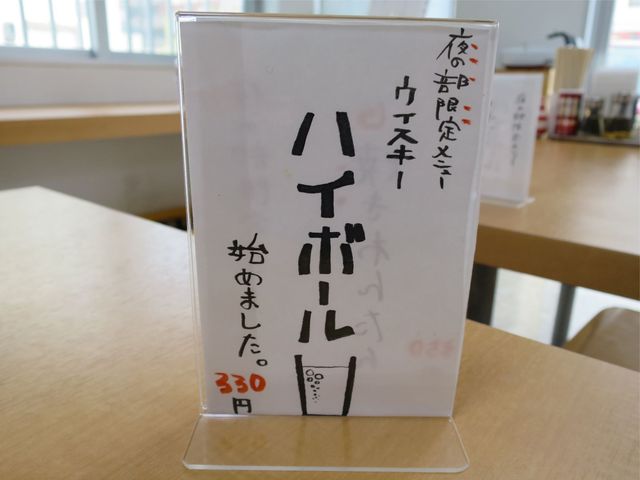 夜の部限定メニュー
ウイスキー
ハイボール
始めました。
330
円